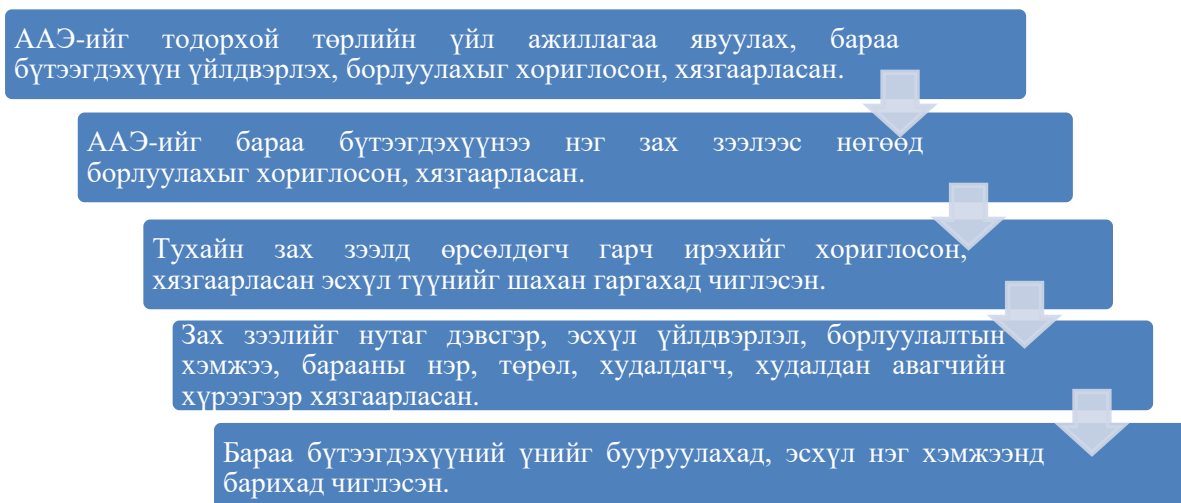 ААЭ-ийг тодорхой төрлийн үйл ажиллагаа явуулах, бараа
бүтээгдэхүүн үйлдвэрлэх, борлуулахыг хориглосон, хязгаарласан.
ААЭ-ийг бараа бүтээгдэхүүнээ нэг зах зээлээс нөгөөд
борлуулахыг хориглосон, хязгаарласан.
Тухайн зах зээлд өрсөлдөгч гарч ирэхийг хориглосон,
хязгаарласан эсхүл түүнийг шахан гаргахад чиглэсэн.
Зах зээлийг нутаг дэвсгэр, эсхүл үйлдвэрлэл, борлуулалтын
хэмжээ, барааны нэр, төрөл, худалдагч, худалдан авагчийн
хүрээгээр хязгаарласан.
Бараа бүтээгдэхүүний үнийг бууруулахад, эсхүл нэг хэмжээнд
барихад чиглэсэн.